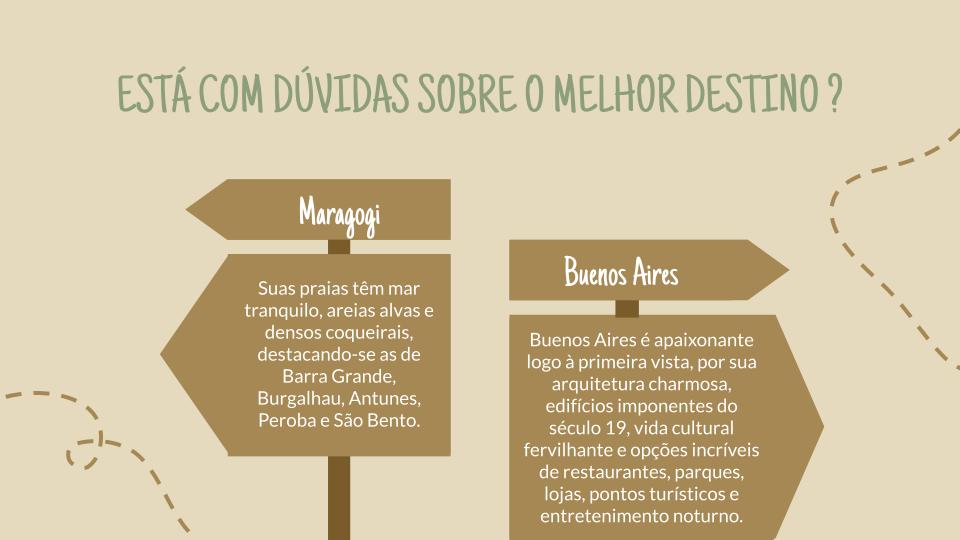 ESTÁ COM DÚVIDAS SOBRE O MELHOR DESTINO ?
Maragogi
Suas praias têm mar
tranquilo, areias alvas e
densos coqueirais,
destacando-se as de
Barra Grande,
Burgalhau, Antunes,
Peroba e São Bento.
Buenos Aires
Buenos Aires é apaixonante
logo à primeira vista, por sua
arquitetura charmosa,
edifícios imponentes do
século 19, vida cultural
fervilhante e opções incríveis
de restaurantes, parques,
lojas, pontos turísticos e
entretenimento noturno.